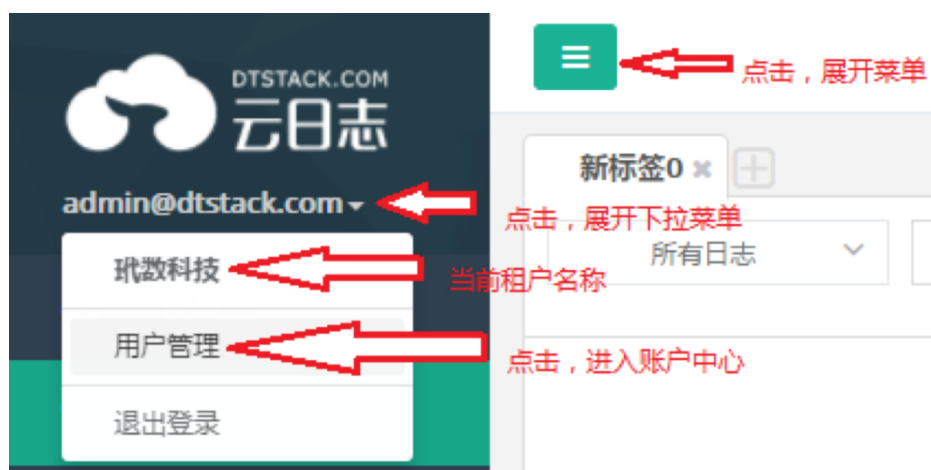 DTSTACK.COM
云日志
点击，展开菜单
新标签0
admin@dtstack.com
点击，展开下拉菜单
所有日志
玳数科技
当前租户名称
用户管理
点击，进入账户中心
退出登录